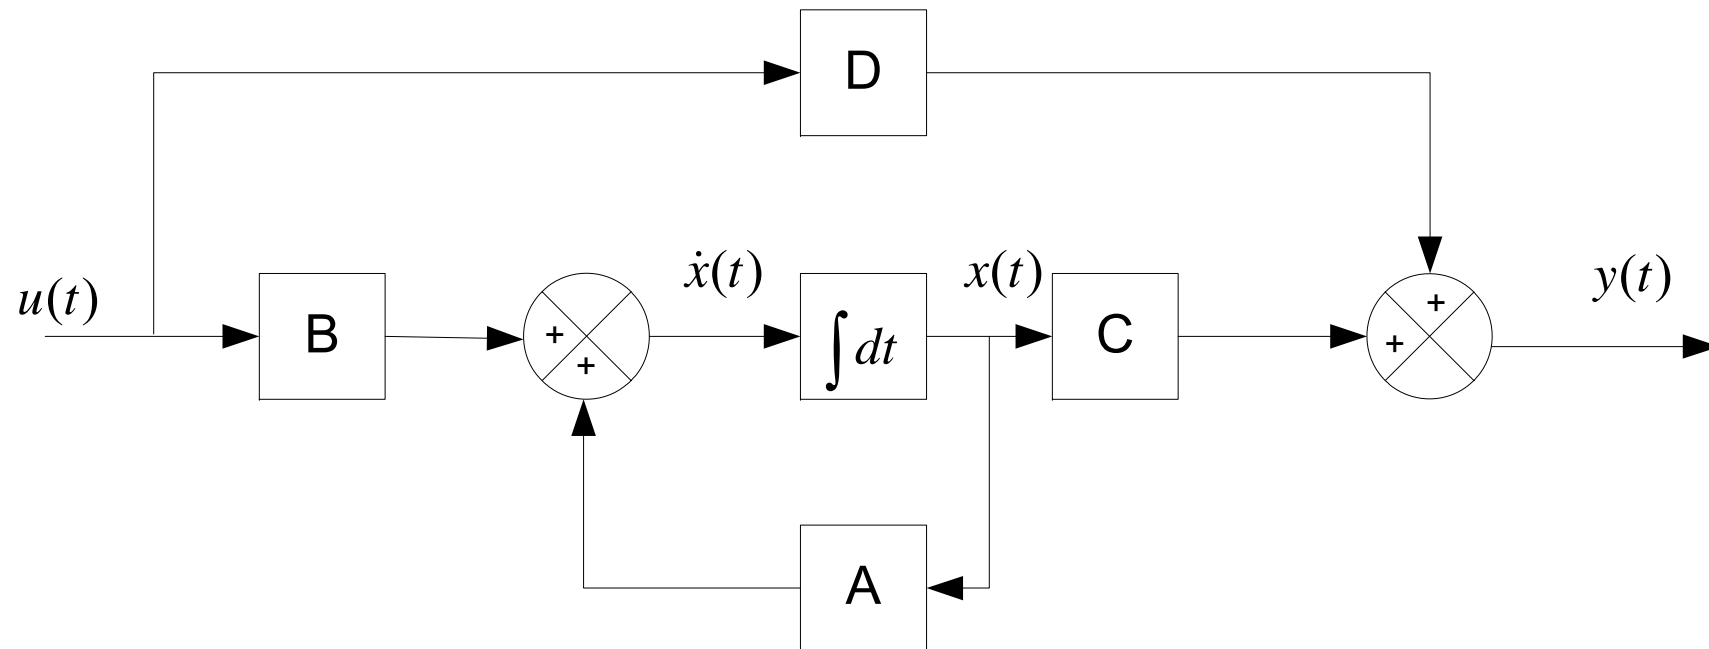 D
u(t)
B
+
+
ẋ(t)
∫dt
x(t)
C
+
+
y(t)
A